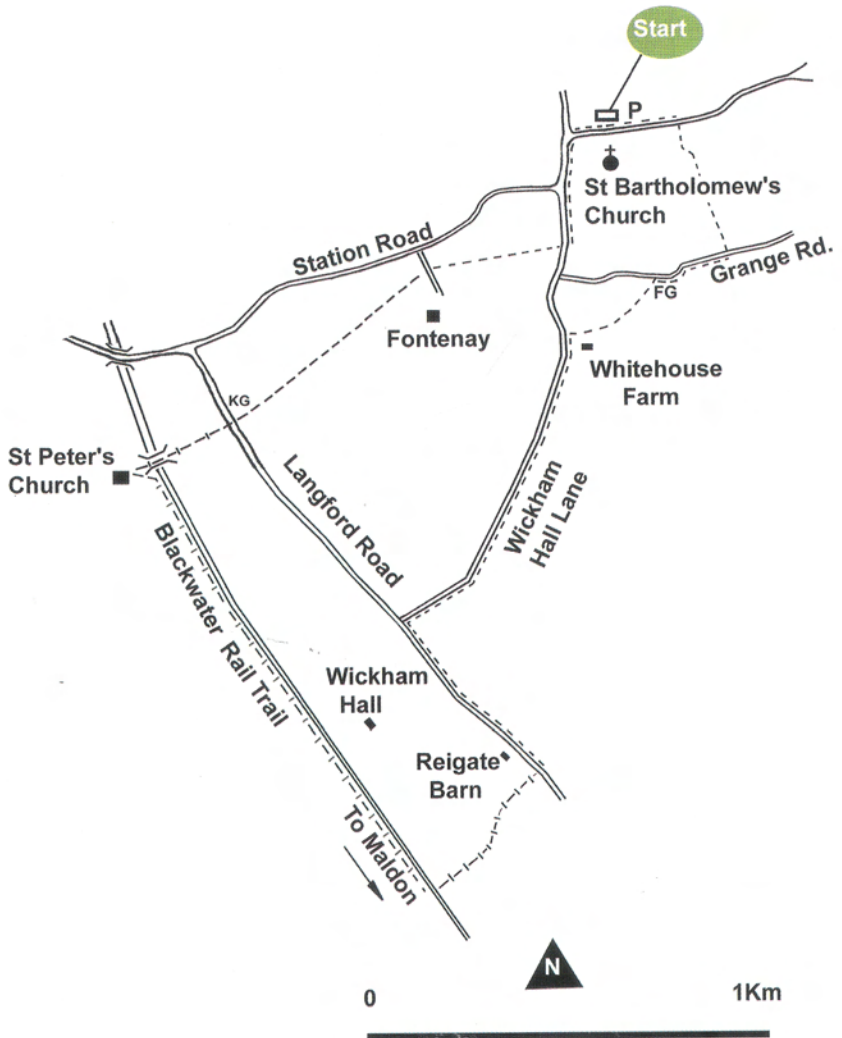 Start
P
St Bartholomew's
Church
Station Road
Grange Rd.
FG
Fontenay
Whitehouse
Farm
KG
St Peter's
Church
Langford Road
Wickham
Hall Lane
Blackwater Rail Trail
Wickham
Hall
Reigate
Barn
To Maldon
N
0
1Km